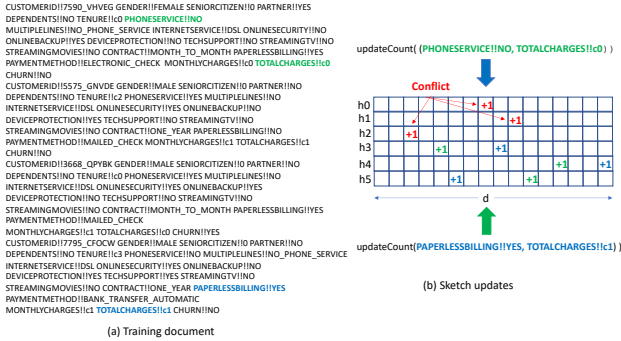 CUSTOMERID!!7590_VHVEG GENDER!!FEMALE SENIORCITIZEN!!0 PARTNER!!YES
DEPENDENTS!!NO TENURE!!c0 PHONESERVICE!!NO
MULTIPLELINES!!NO_PHONE_SERVICE INTERNETSERVICE!!DSL ONLINESECURITY!!NO
ONLINEBACKUP!!YES DEVICEPROTECTION!!NO TECHSUPPORT!!NO STREAMINGTV!!NO
STREAMINGMOVIES!!NO CONTRACT!!MONTH_TO_MONTH PAPERLESSBILLING!!YES
PAYMENTMETHOD!!ELECTRONIC_CHECK MONTHLYCHARGES!!c0 TOTALCHARGES!!c0
CHURN!!NO
CUSTOMERID!!5575_GNVDE GENDER!!MALE SENIORCITIZEN!!0 PARTNER!!NO
DEPENDENTS!!NO TENURE!!c2 PHONESERVICE!!YES MULTIPLELINES!!NO
INTERNETSERVICE!!DSL ONLINESECURITY!!YES ONLINEBACKUP!!NO
DEVICEPROTECTION!!YES TECHSUPPORT!!NO STREAMINGTV!!NO
STREAMINGMOVIES!!NO CONTRACT!!ONE_YEAR PAPERLESSBILLING!!NO
PAYMENTMETHOD!!MAILED_CHECK MONTHLYCHARGES!!c1 TOTALCHARGES!!c1
CHURN!!NO
CUSTOMERID!!3668_QPYBK GENDER!!MALE SENIORCITIZEN!!0 PARTNER!!NO
DEPENDENTS!!NO TENURE!!c0 PHONESERVICE!!YES MULTIPLELINES!!NO
INTERNETSERVICE!!DSL ONLINESECURITY!!YES ONLINEBACKUP!!YES
DEVICEPROTECTION!!NO TECHSUPPORT!!NO STREAMINGTV!!NO
STREAMINGMOVIES!!NO CONTRACT!!MONTH_TO_MONTH PAPERLESSBILLING!!YES
PAYMENTMETHOD!!MAILED_CHECK
MONTHLYCHARGES!!c1 TOTALCHARGES!!c0 CHURN!!YES
CUSTOMERID!!7795_CFOCW GENDER!!MALE SENIORCITIZEN!!0 PARTNER!!NO
DEPENDENTS!!NO TENURE!!c3 PHONESERVICE!!NO MULTIPLELINES!!NO_PHONE_SERVICE
INTERNETSERVICE!!DSL ONLINESECURITY!!YES ONLINEBACKUP!!NO
DEVICEPROTECTION!!YES TECHSUPPORT!!YES STREAMINGTV!!NO
STREAMINGMOVIES!!NO CONTRACT!!ONE_YEAR PAPERLESSBILLING!!YES
PAYMENTMETHOD!!BANK_TRANSFER_AUTOMATIC
MONTHLYCHARGES!!c1 TOTALCHARGES!!c1 CHURN!!NO
(a) Training document
updateCount( (PHONESERVICE!!NO, TOTALCHARGES!!c0) )
Conflict
h0 +1
h1 +1
h2 +1
h3 +1 +1
h4 +1 +1
h5 +1 +1
d
updateCount(PAPERLESSBILLING!!YES, TOTALCHARGES!!c1) )
(b) Sketch updates